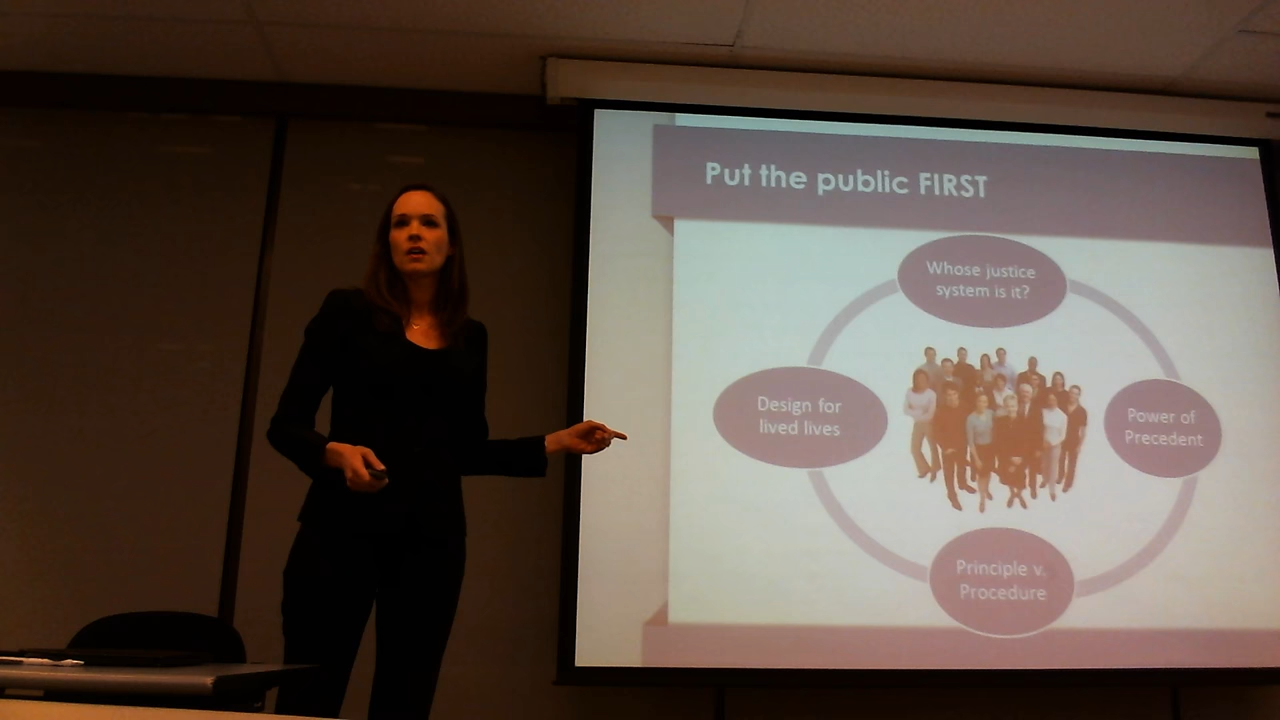 Put the public FIRST
Whose justice
system is it?
Design for
lived lives
Power of
Precedent
Principle v.
Procedure